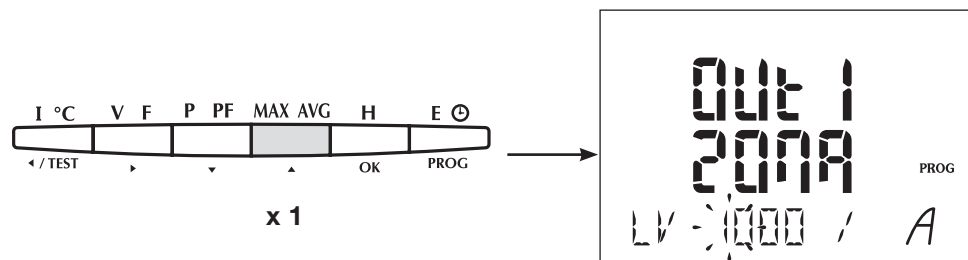 I °C V F P PF MAX AVG H E
◂ / TEST ▸ ▾ ▴ OK PROG
x 1
Out 1
20mA
PROG
LV 1000 / A